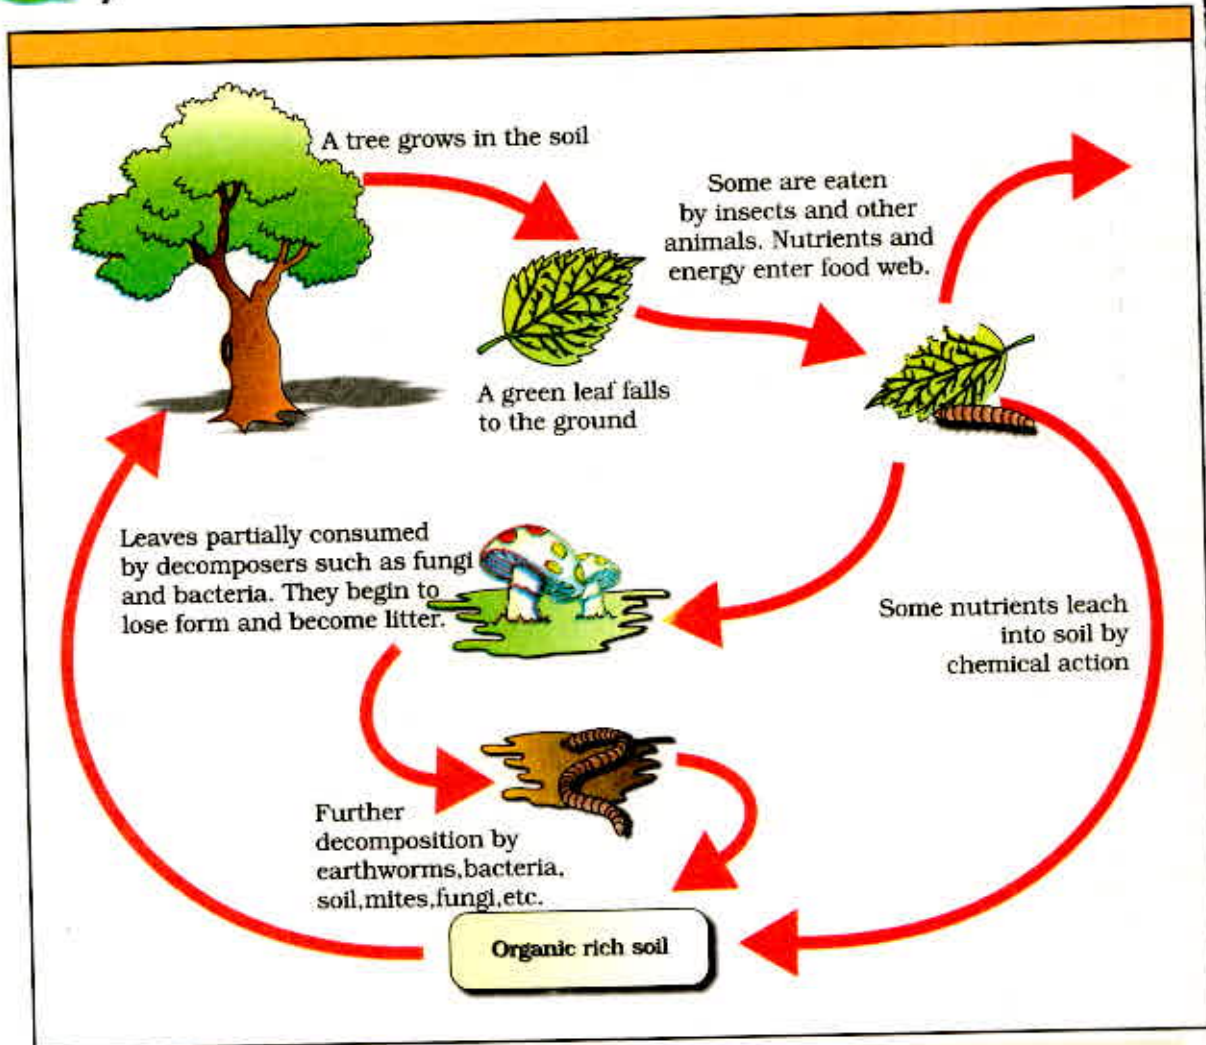 A tree grows in the soil
Some are eaten
by insects and other
animals. Nutrients and
energy enter food web.
A green leaf falls
to the ground
Leaves partially consumed
by decomposers such as fungi
and bacteria. They begin to
lose form and become litter.
Some nutrients leach
into soil by
chemical action
Further
decomposition by
earthworms,bacteria,
soil,mites,fungi,etc.
Organic rich soil